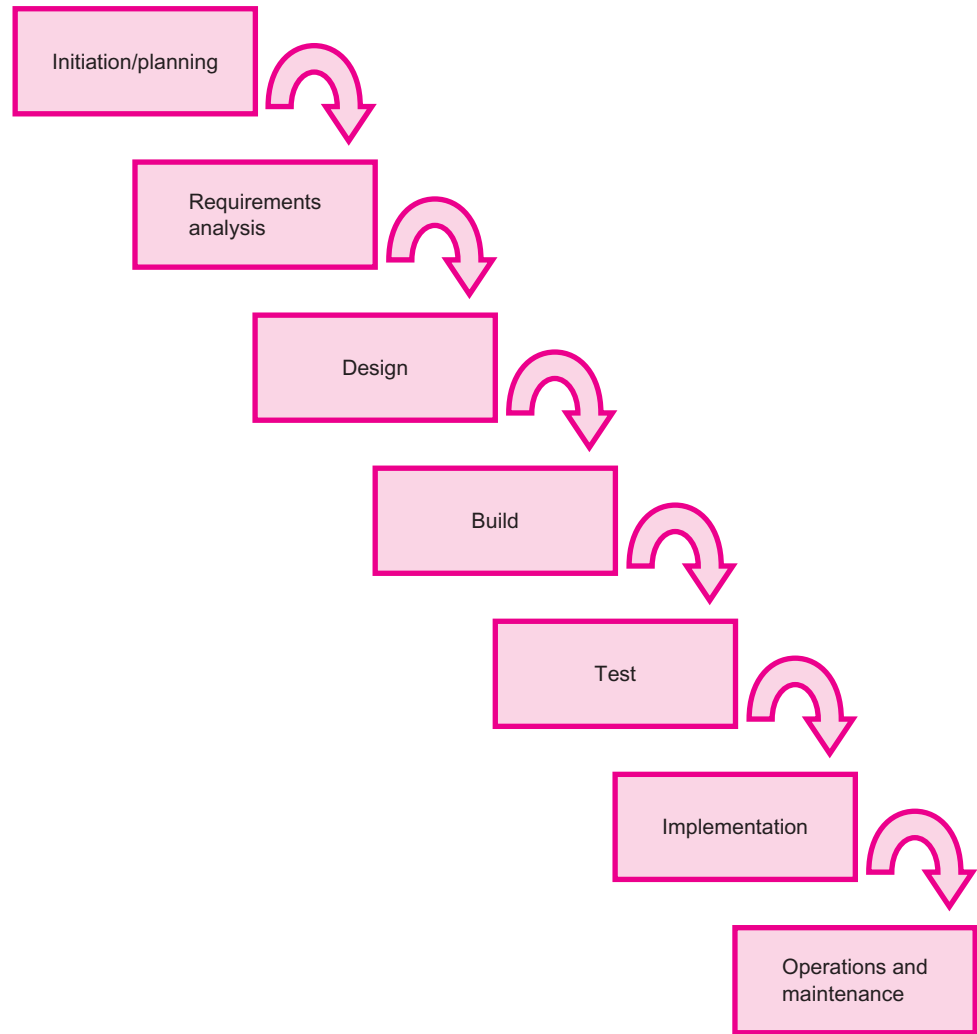 Initiation/planning
Requirements
analysis
Design
Build
Test
Implementation
Operations and
maintenance